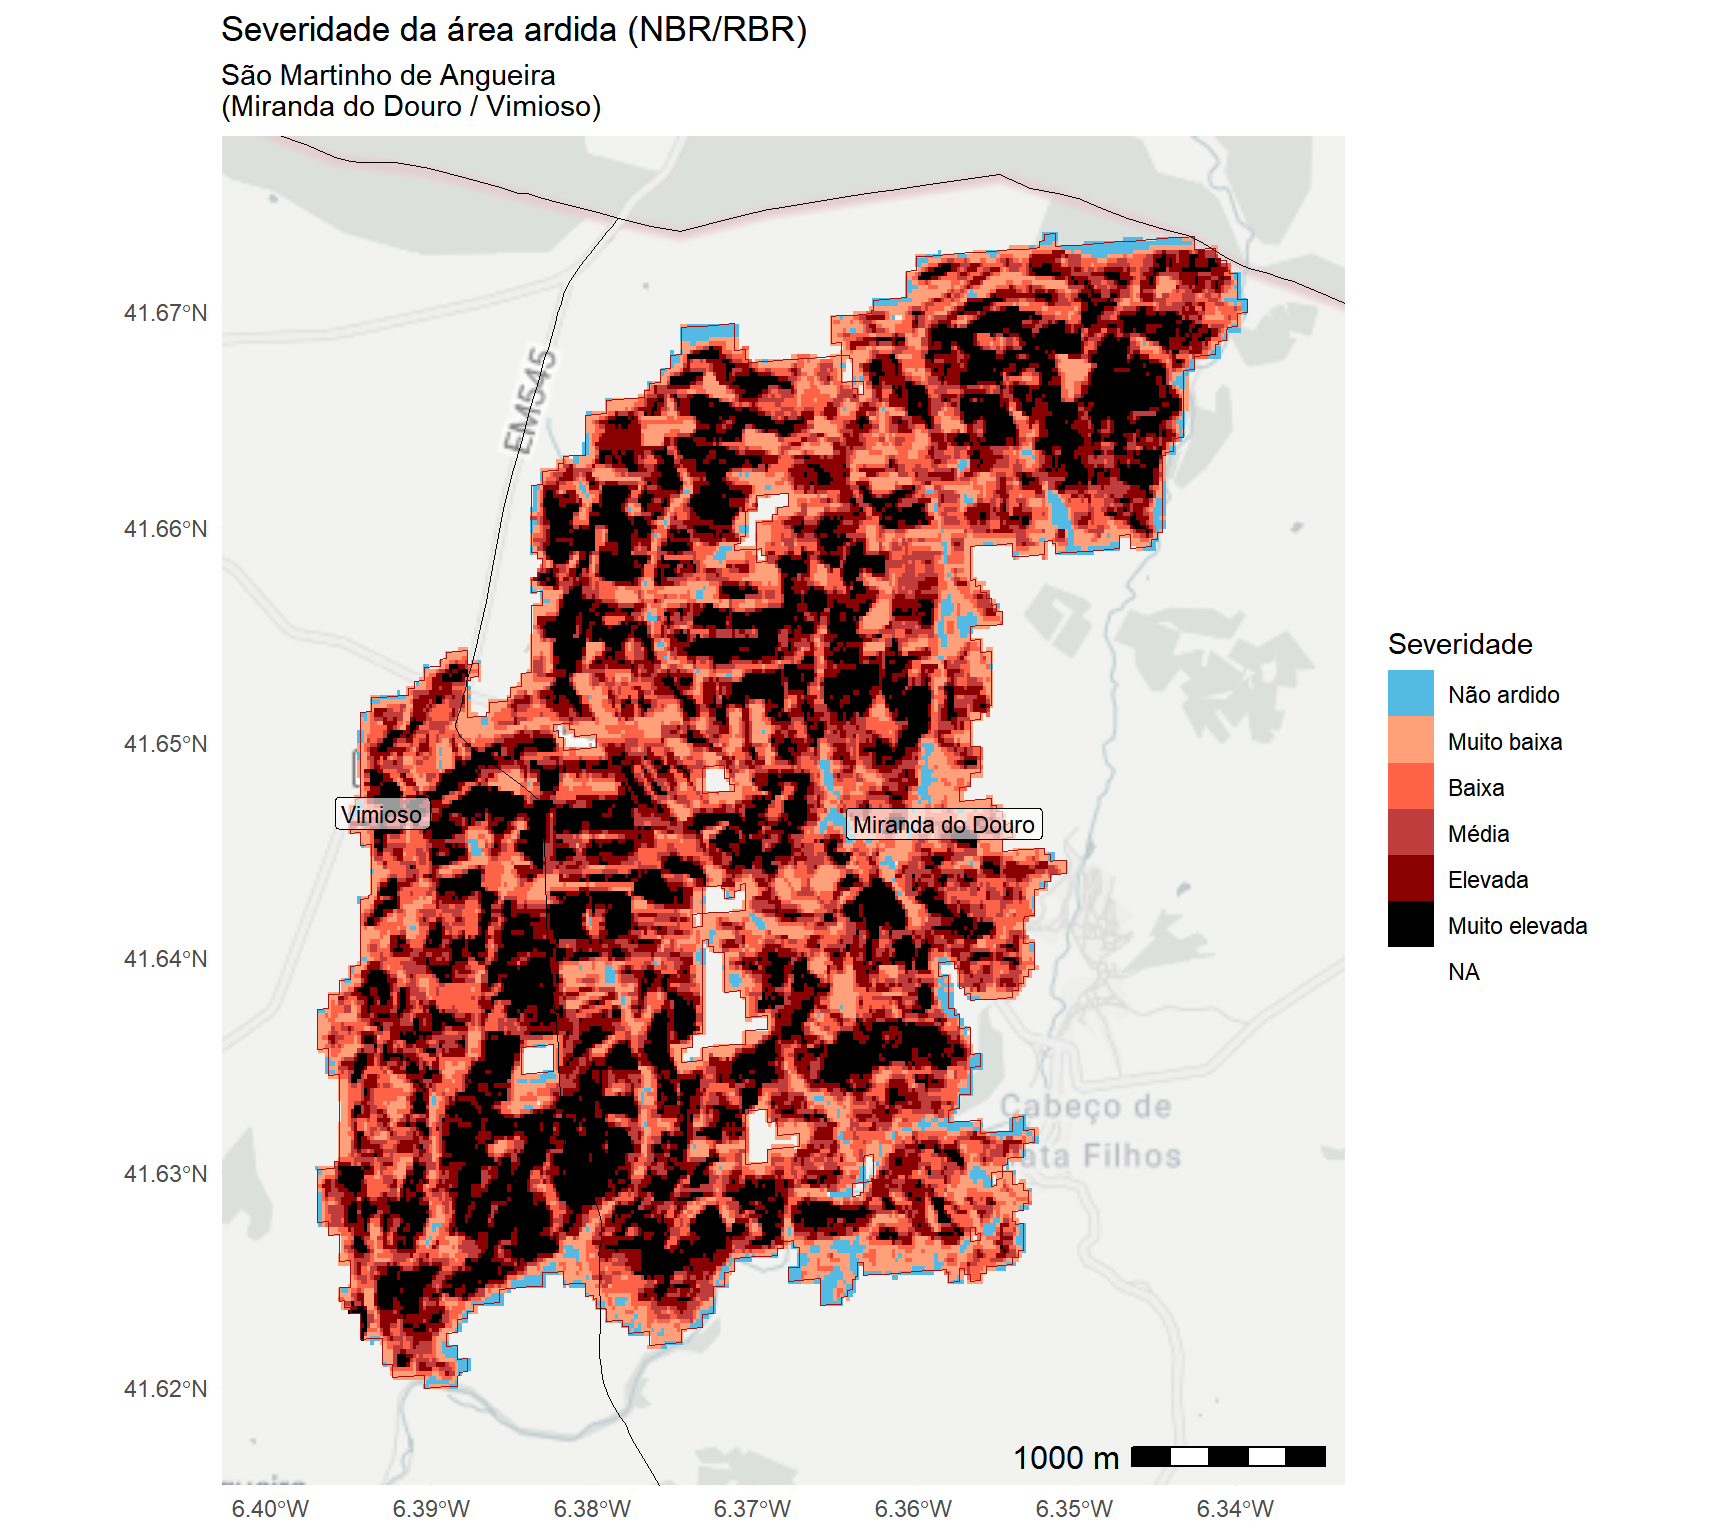 Severidade da área ardida (NBR/RBR)
São Martinho de Angueira
(Miranda do Douro / Vimioso)
41.67°N
41.66°N
41.65°N
41.64°N
41.63°N
41.62°N
EM545
Vimioso
Miranda do Douro
Cabeço de
Filhos
1000 m
6.40°W
6.39°W
6.38°W
6.37°W
6.36°W
6.35°W
6.34°W
Severidade
Não ardido
Muito baixa
Baixa
Média
Elevada
Muito elevada
NA